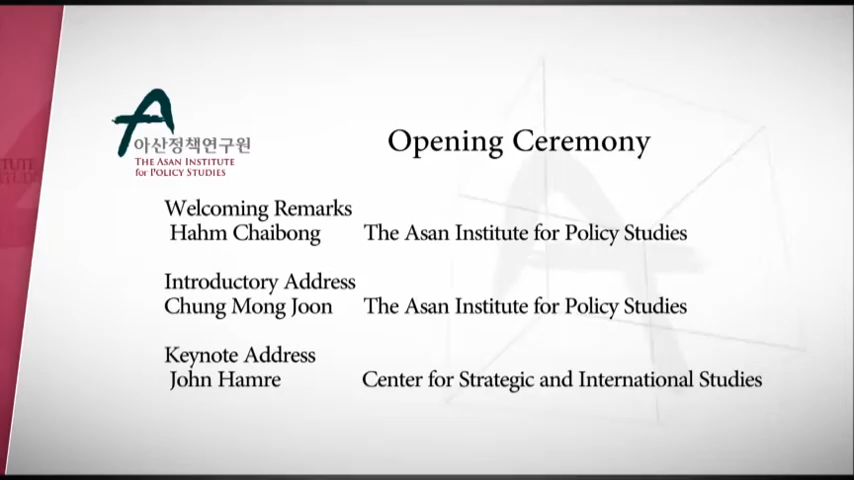 아산정책연구원
THE ASAN INSTITUTE
for POLICY STUDIES
Opening Ceremony
Welcoming Remarks
Hahm Chaibong The Asan Institute for Policy Studies
Introductory Address
Chung Mong Joon The Asan Institute for Policy Studies
Keynote Address
John Hamre Center for Strategic and International Studies